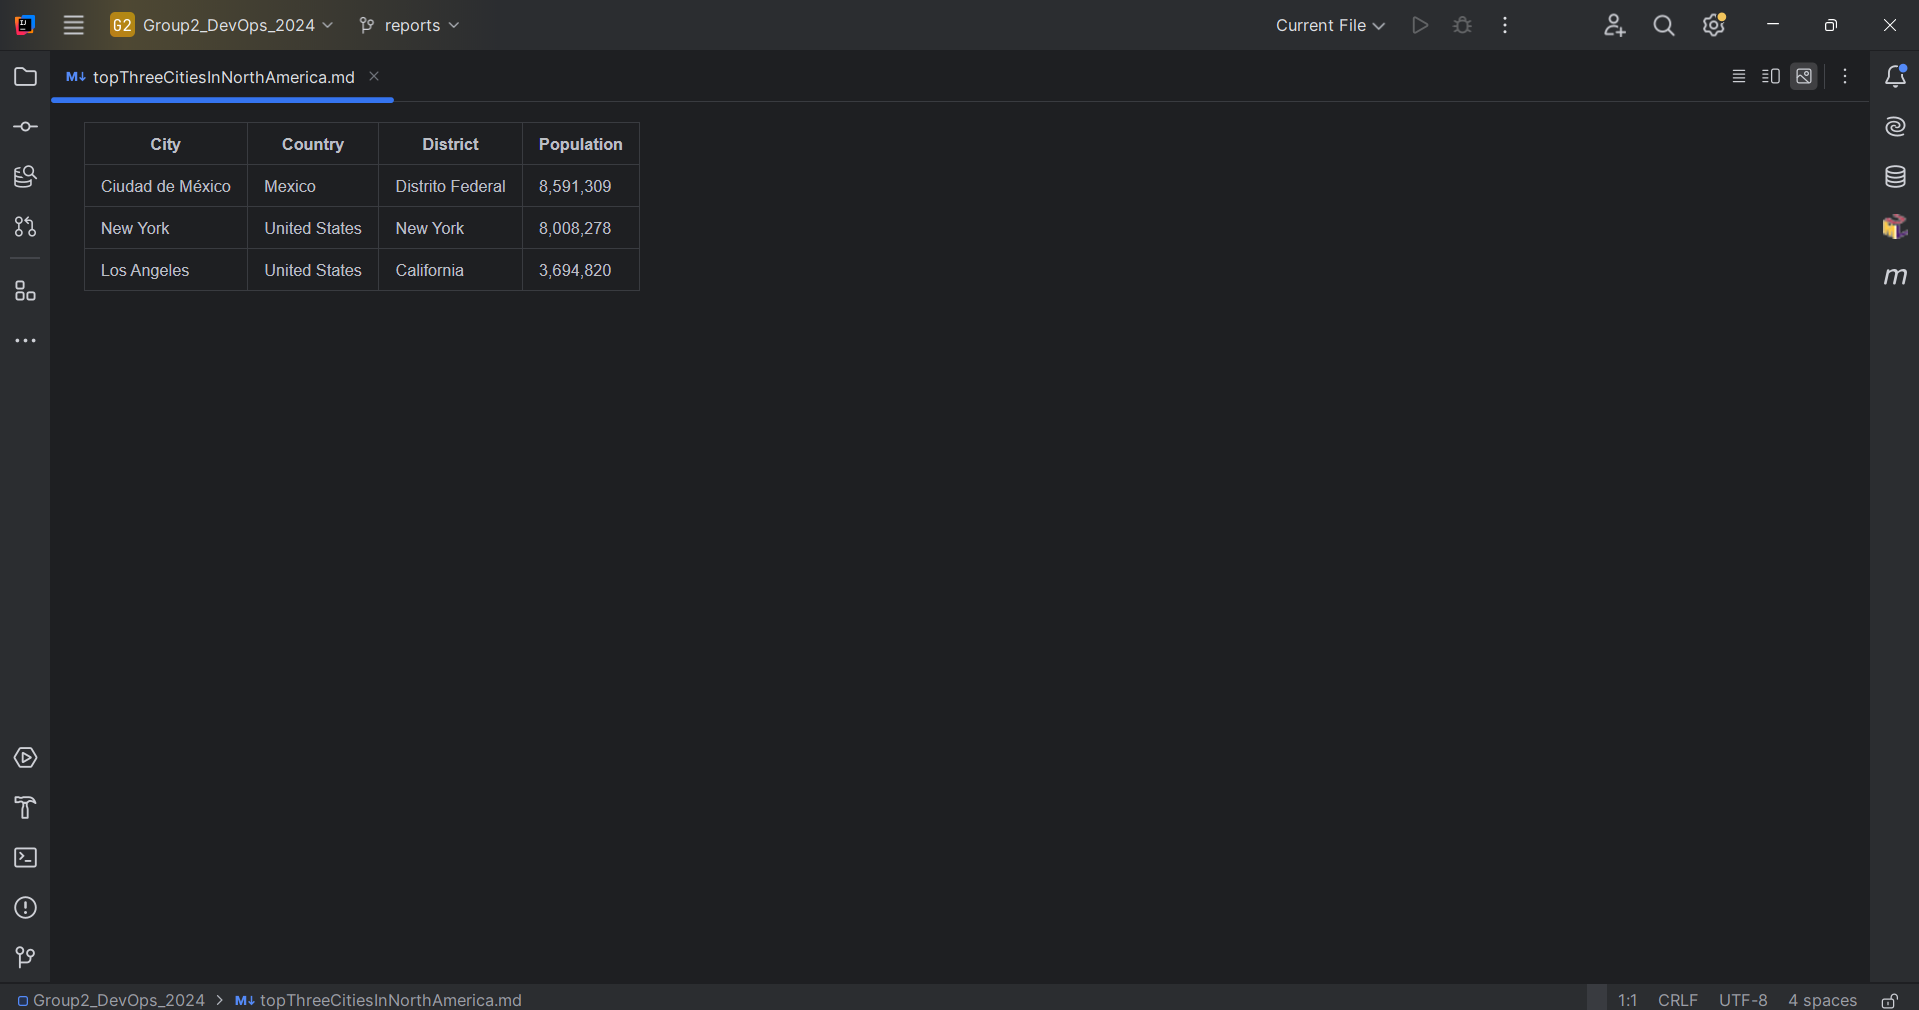 G2 Group2_DevOps_2024 reports Current File
M↓ topThreeCitiesInNorthAmerica.md
City Country District Population
Ciudad de México Mexico Distrito Federal 8,591,309
New York United States New York 8,008,278
Los Angeles United States California 3,694,820
m
Group2_DevOps_2024 > M↓ topThreeCitiesInNorthAmerica.md 1:1 CRLF UTF-8 4 spaces